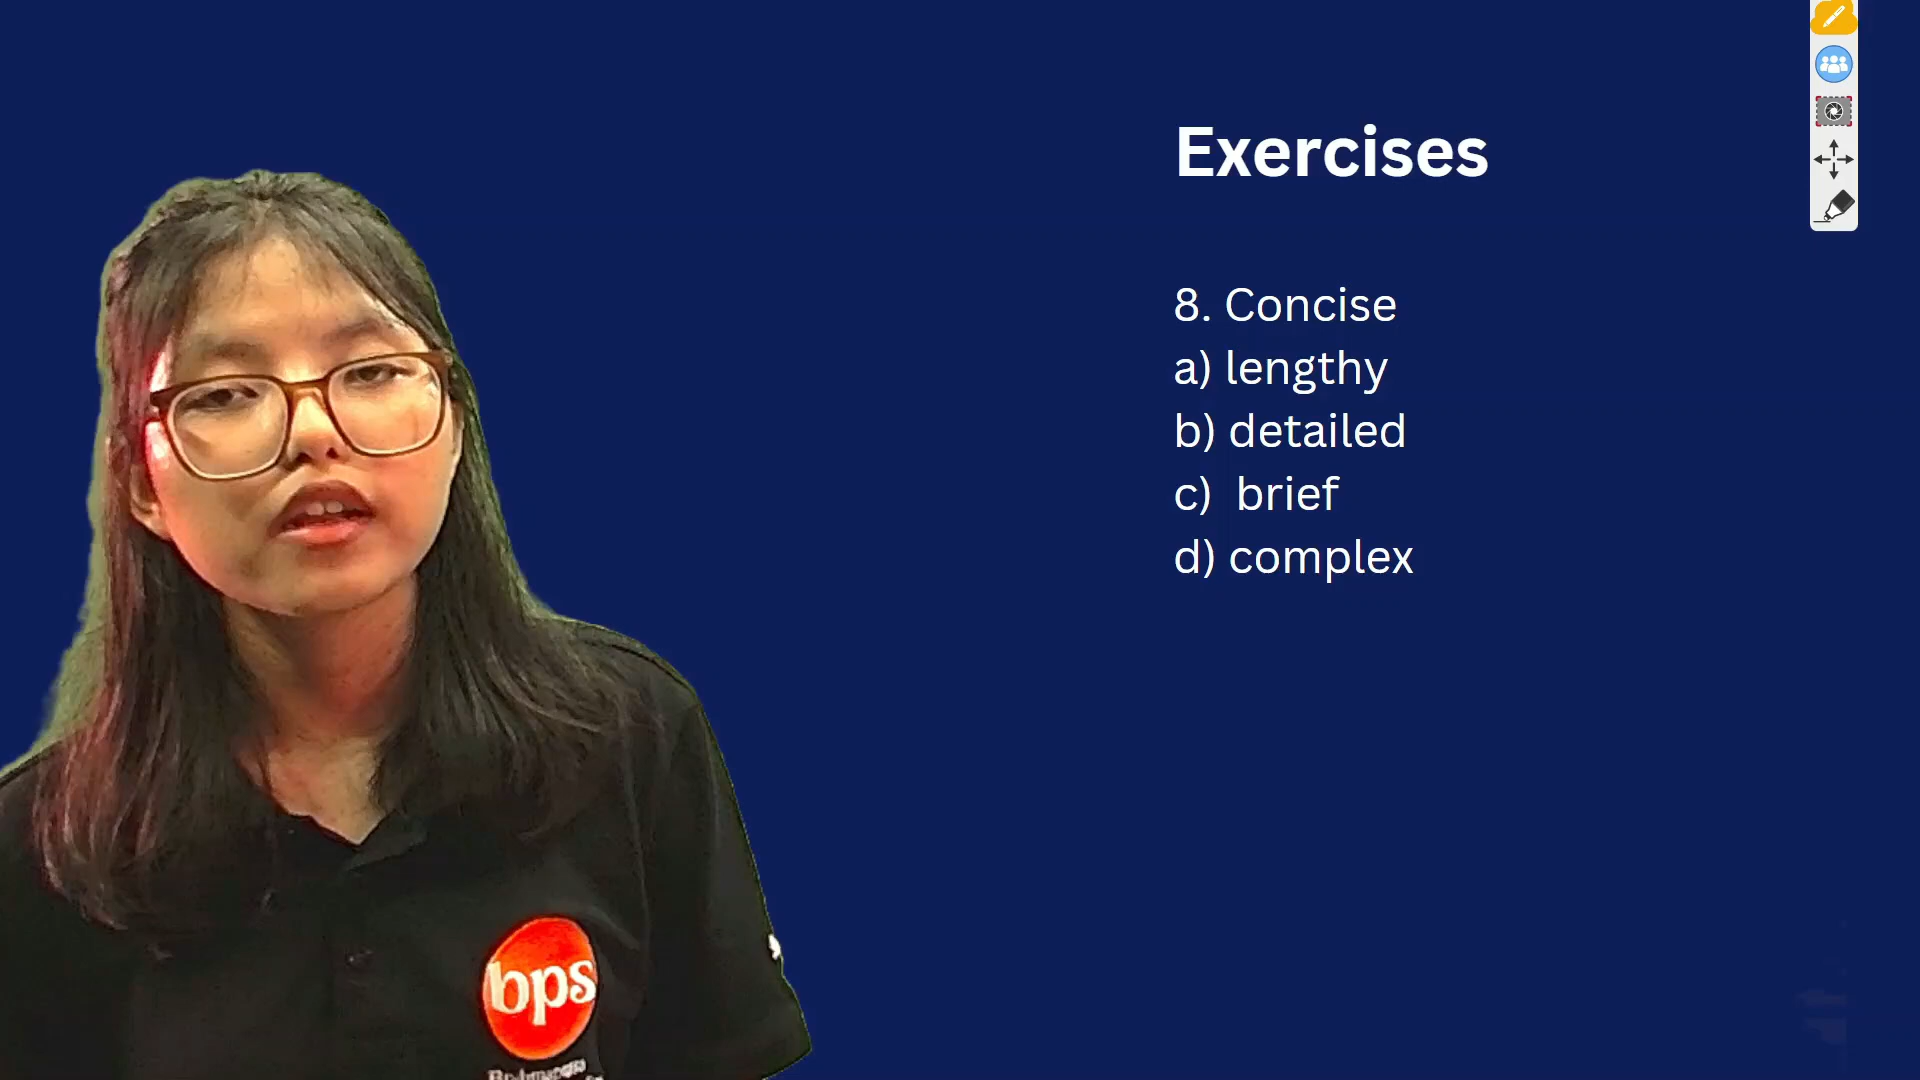 Exercises
8. Concise
a) lengthy
b) detailed
c) brief
d) complex
bps